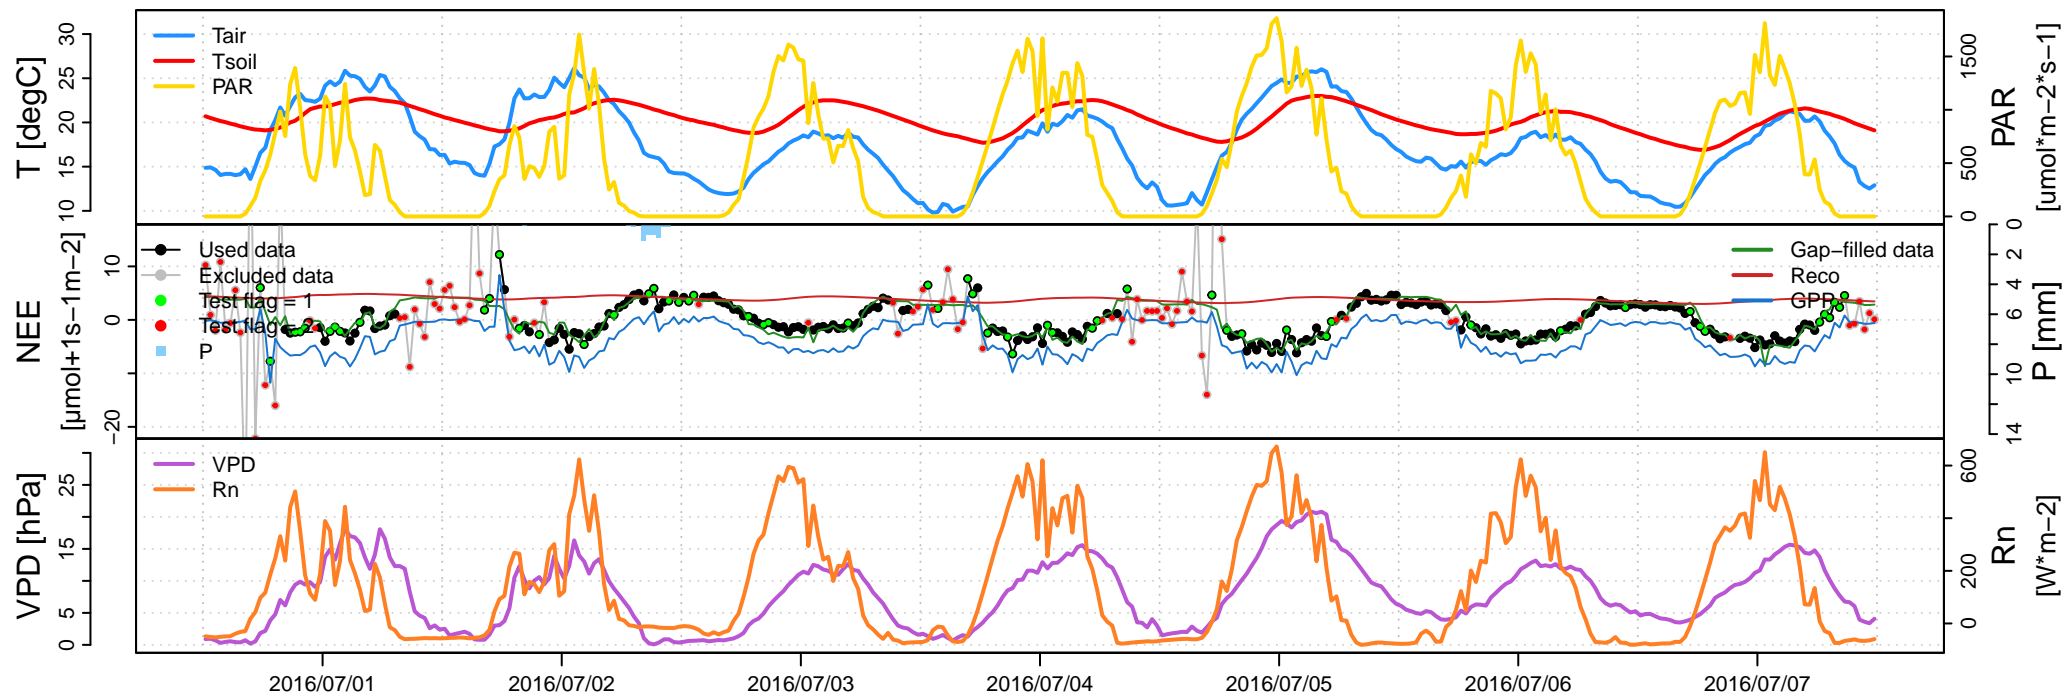 T [degC]
10
15
20
25
30
Tair
Tsoil
PAR
0
500
1500
PAR
[umol*m−2*s−1]
NEE
[µmol+1s−1m−2]
−20
0
10
Used data
Excluded data
Test flag = 1
Test flag = 2
P
Gap−filled data
Reco
GPP
0
2
4
6
10
14
P [mm]
VPD [hPa]
0
5
15
25
VPD
Rn
0
200
600
Rn
[W*m−2]
2016/07/01
2016/07/02
2016/07/03
2016/07/04
2016/07/05
2016/07/06
2016/07/07